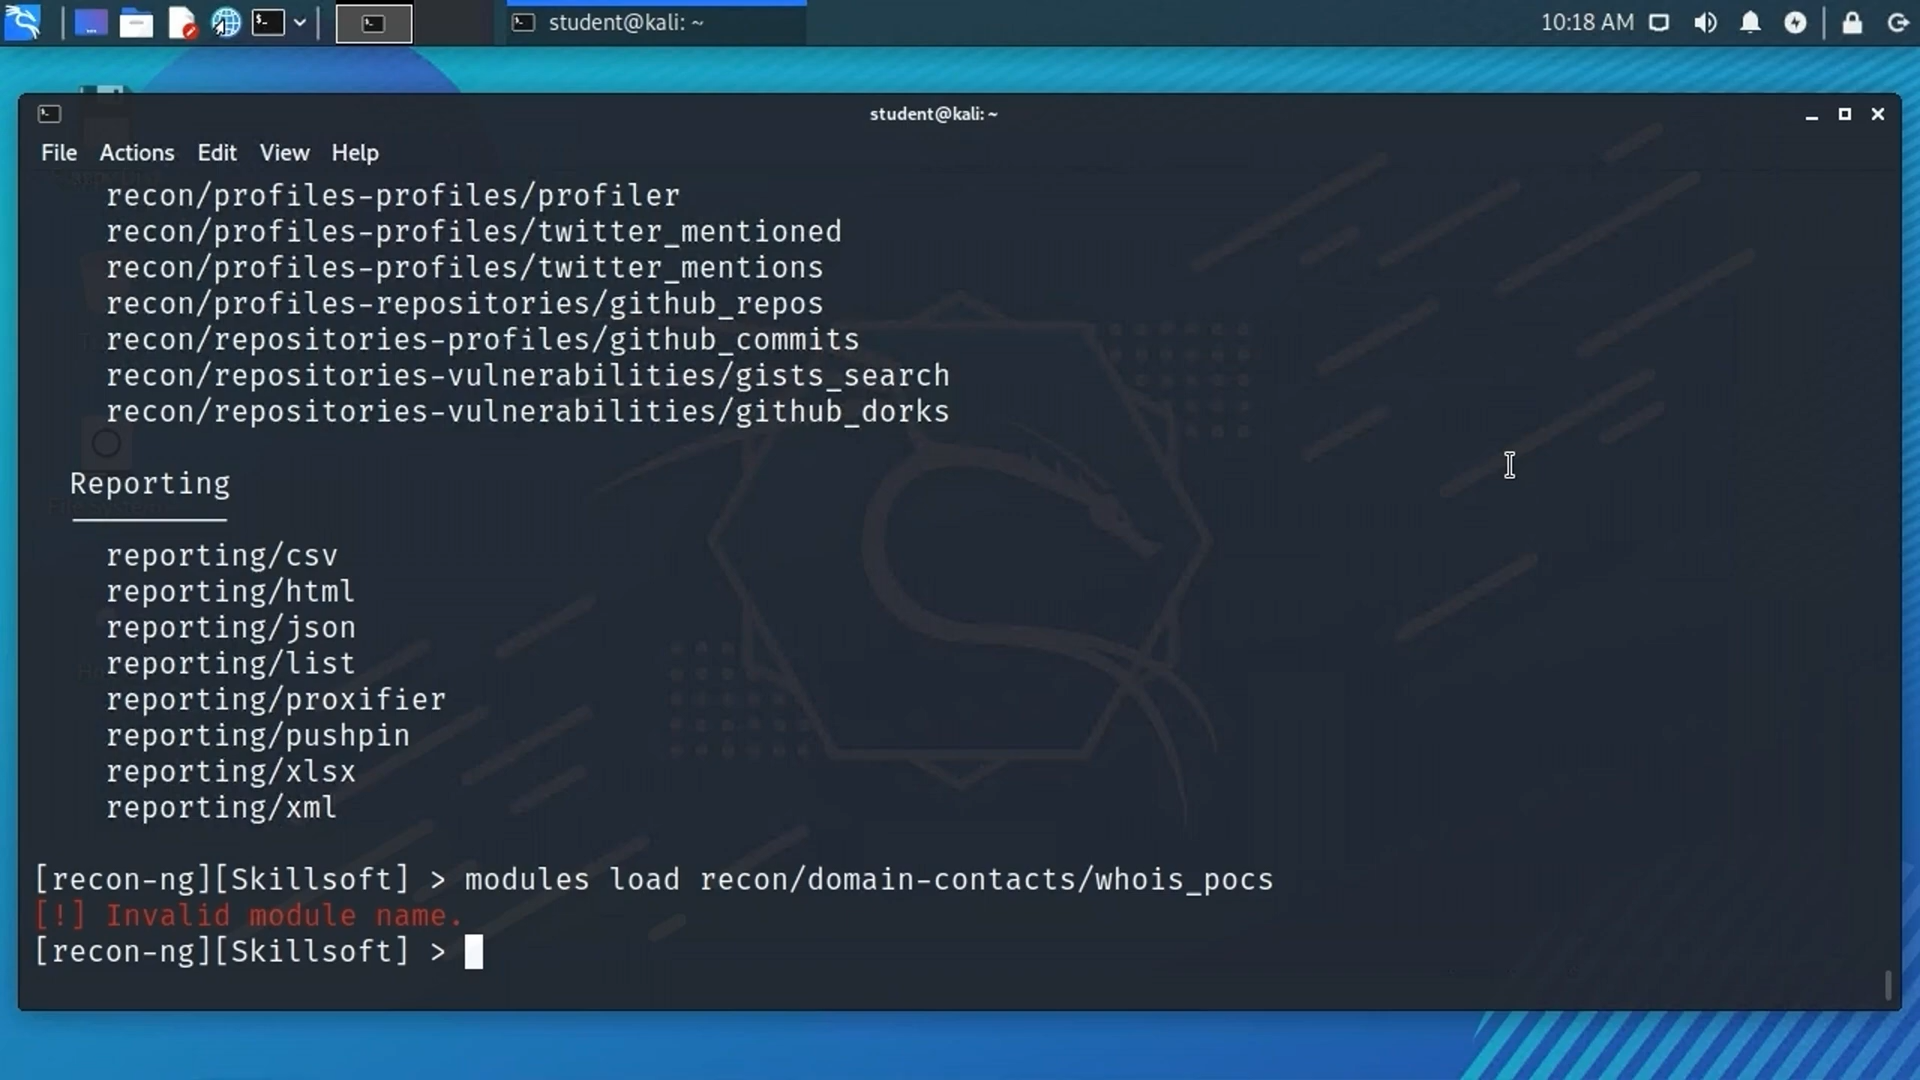 student@kali: ~
10:18 AM
student@kali: ~
File Actions Edit View Help
recon/profiles-profiles/profiler
recon/profiles-profiles/twitter_mentioned
recon/profiles-profiles/twitter_mentions
recon/profiles-repositories/github_repos
recon/repositories-profiles/github_commits
recon/repositories-vulnerabilities/gists_search
recon/repositories-vulnerabilities/github_dorks
Reporting
reporting/csv
reporting/html
reporting/json
reporting/list
reporting/proxifier
reporting/pushpin
reporting/xlsx
reporting/xml
[recon-ng][Skillsoft] > modules load recon/domain-contacts/whois_pocs
[!] Invalid module name.
[recon-ng][Skillsoft] >